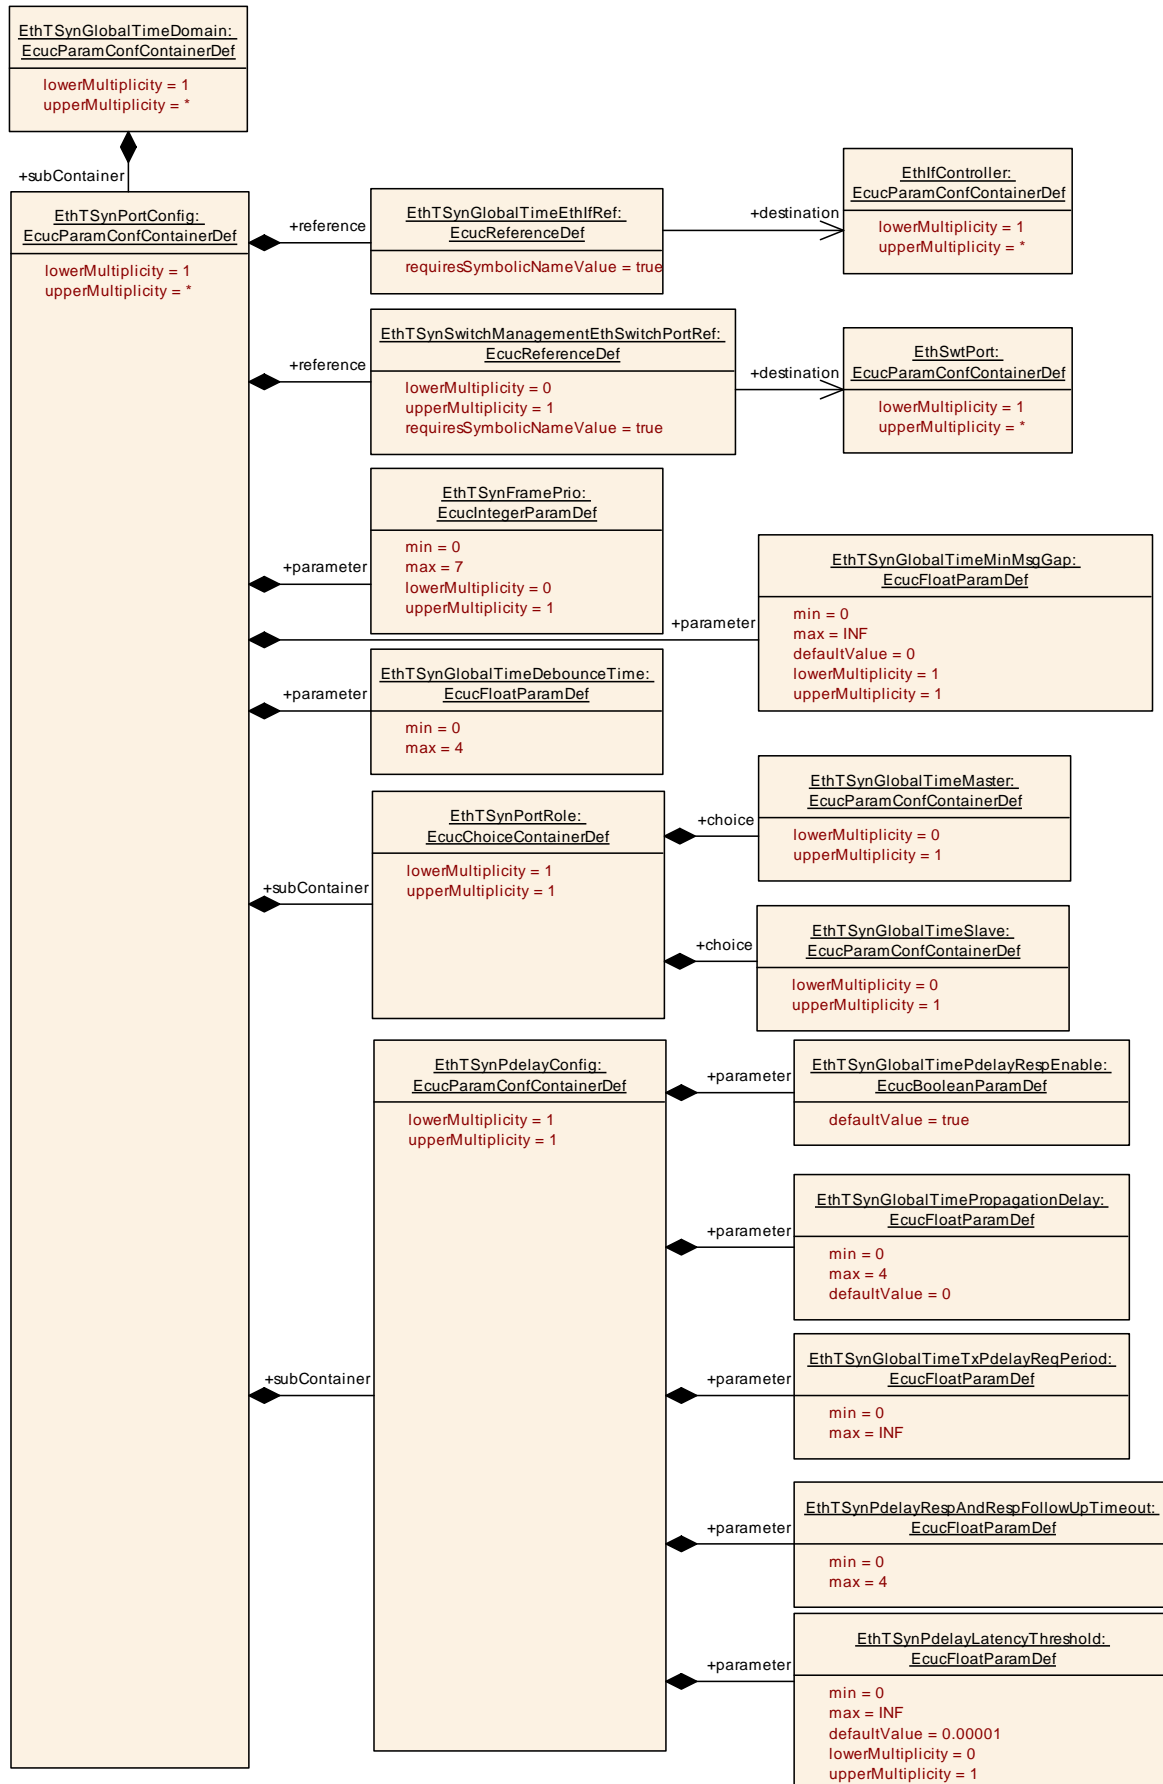 EthTSynGlobalTimeDomain:
EcucParamConfContainerDef
lowerMultiplicity = 1
upperMultiplicity = *
+subContainer
EthTSynPortConfig:
EcucParamConfContainerDef
lowerMultiplicity = 1
upperMultiplicity = *
+reference
EthTSynGlobalTimeEthIfRef:
EcucReferenceDef
requiresSymbolicNameValue = true
+destination
EthIfController:
EcucParamConfContainerDef
lowerMultiplicity = 1
upperMultiplicity = *
+reference
EthTSynSwitchManagementEthSwitchPortRef:
EcucReferenceDef
lowerMultiplicity = 0
upperMultiplicity = 1
requiresSymbolicNameValue = true
+destination
EthSwtPort:
EcucParamConfContainerDef
lowerMultiplicity = 1
upperMultiplicity = *
+parameter
EthTSynFramePrio:
EcucIntegerParamDef
min = 0
max = 7
lowerMultiplicity = 0
upperMultiplicity = 1
+parameter
EthTSynGlobalTimeMinMsgGap:
EcucFloatParamDef
min = 0
max = INF
defaultValue = 0
lowerMultiplicity = 1
upperMultiplicity = 1
+parameter
EthTSynGlobalTimeDebounceTime:
EcucFloatParamDef
min = 0
max = 4
+subContainer
EthTSynPortRole:
EcucChoiceContainerDef
lowerMultiplicity = 1
upperMultiplicity = 1
+choice
EthTSynGlobalTimeMaster:
EcucParamConfContainerDef
lowerMultiplicity = 0
upperMultiplicity = 1
+choice
EthTSynGlobalTimeSlave:
EcucParamConfContainerDef
lowerMultiplicity = 0
upperMultiplicity = 1
+subContainer
EthTSynPdelayConfig:
EcucParamConfContainerDef
lowerMultiplicity = 1
upperMultiplicity = 1
+parameter
EthTSynGlobalTimePdelayRespEnable:
EcucBooleanParamDef
defaultValue = true
+parameter
EthTSynGlobalTimePropagationDelay:
EcucFloatParamDef
min = 0
max = 4
defaultValue = 0
+parameter
EthTSynGlobalTimeTxPdelayReqPeriod:
EcucFloatParamDef
min = 0
max = INF
+parameter
EthTSynPdelayRespAndRespFollowUpTimeout:
EcucFloatParamDef
min = 0
max = 4
+parameter
EthTSynPdelayLatencyThreshold:
EcucFloatParamDef
min = 0
max = INF
defaultValue = 0.00001
lowerMultiplicity = 0
upperMultiplicity = 1